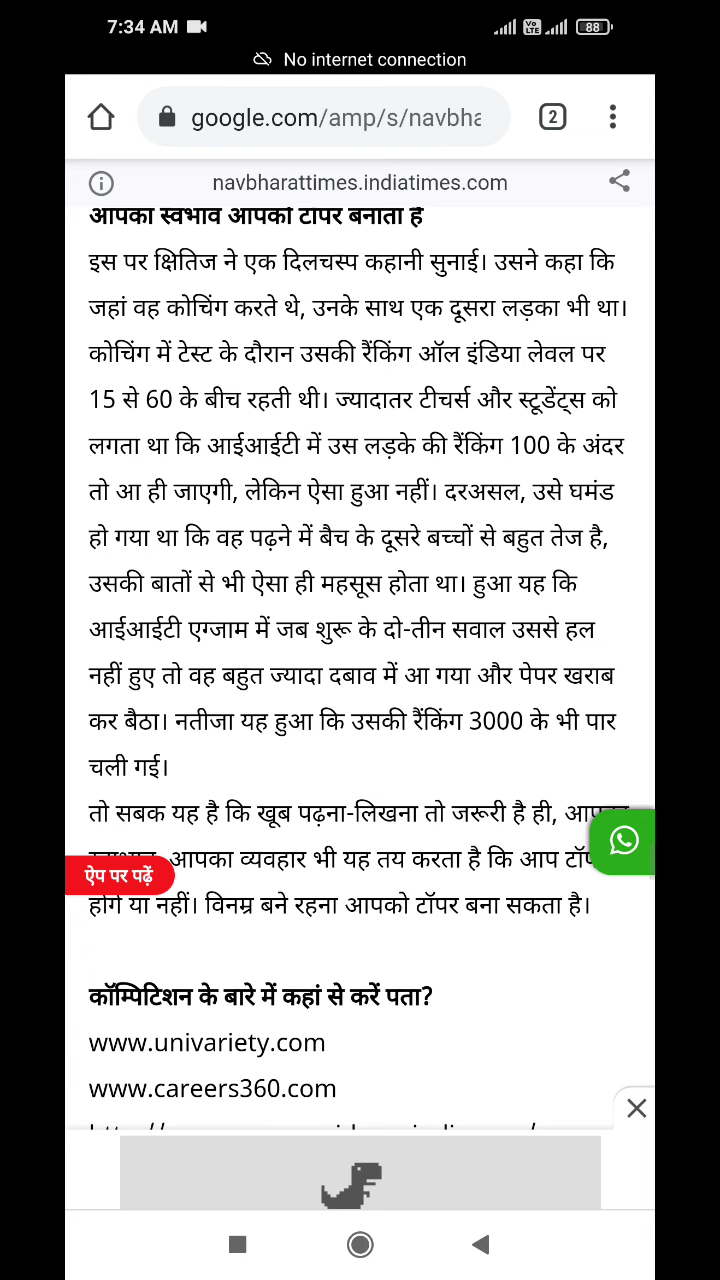 7:34 AM
Vo LTE
88
No internet connection
google.com/amp/s/navbha
2
navbharattimes.indiatimes.com
आपका स्वभाव आपको टॉपर बनाता है
इस पर क्षितिज ने एक दिलचस्प कहानी सुनाई। उसने कहा कि
जहां वह कोचिंग करते थे, उनके साथ एक दूसरा लड़का भी था।
कोचिंग में टेस्ट के दौरान उसकी रैंकिंग ऑल इंडिया लेवल पर
15 से 60 के बीच रहती थी। ज्यादातर टीचर्स और स्टूडेंट्स को
लगता था कि आईआईटी में उस लड़के की रैंकिंग 100 के अंदर
तो आ ही जाएगी, लेकिन ऐसा हुआ नहीं। दरअसल, उसे घमंड
हो गया था कि वह पढ़ने में बैच के दूसरे बच्चों से बहुत तेज है,
उसकी बातों से भी ऐसा ही महसूस होता था। हुआ यह कि
आईआईटी एग्जाम में जब शुरू के दो-तीन सवाल उससे हल
नहीं हुए तो वह बहुत ज्यादा दबाव में आ गया और पेपर खराब
कर बैठा। नतीजा यह हुआ कि उसकी रैंकिंग 3000 के भी पार
चली गई।
तो सबक यह है कि खूब पढ़ना-लिखना तो जरूरी है ही,
आपका व्यवहार भी यह तय करता है कि आप
ऐप पर पढ़ें
होंगे या नहीं। विनम्र बने रहना आपको टॉपर बना सकता है।
कॉम्पिटिशन के बारे में कहां से करें पता?
www.univariety.com
www.careers360.com